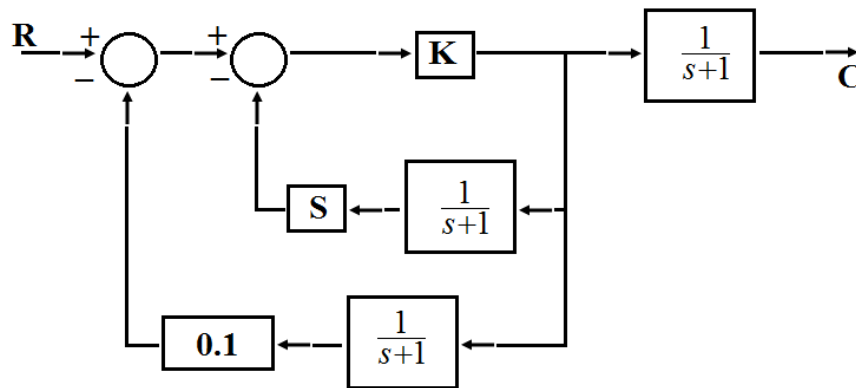 R + − + − K 1/(s+1) C
S 1/(s+1)
0.1 1/(s+1)